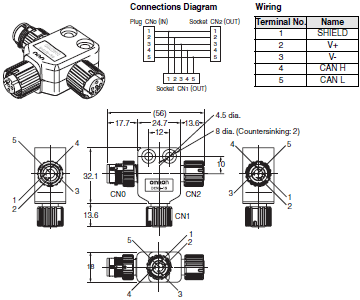 Connections Diagram
Plug CN0 (IN) Socket CN2 (OUT)
1 1
2 2
3 3
4 4
5 5
1 2 3 4 5
Socket CN1 (OUT)
Wiring
Terminal No. Name
1 SHIELD
2 V+
3 V-
4 CAN H
5 CAN L
(56)
17.7 24.7 13.6
12
4.5 dia.
8 dia. (Countersinking: 2)
10
5 4
1
2
3
32.1
13.6
CN0
OMRON
CN2
CN1
4 5
3
1
2
18
5
1
2
4 3